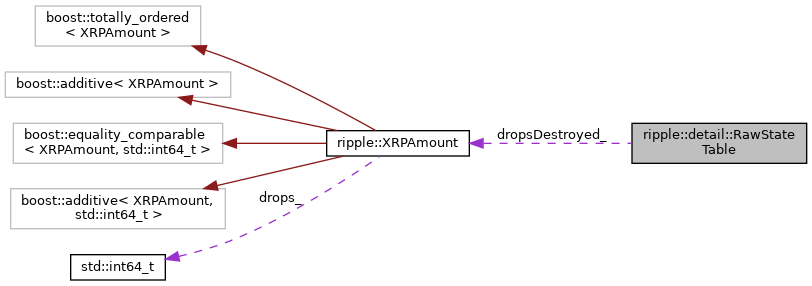 boost::totally_ordered
< XRPAmount >
boost::additive< XRPAmount >
boost::equality_comparable
< XRPAmount, std::int64_t >
boost::additive< XRPAmount,
std::int64_t >
std::int64_t
drops_
ripple::XRPAmount
dropsDestroyed_
ripple::detail::RawState
Table